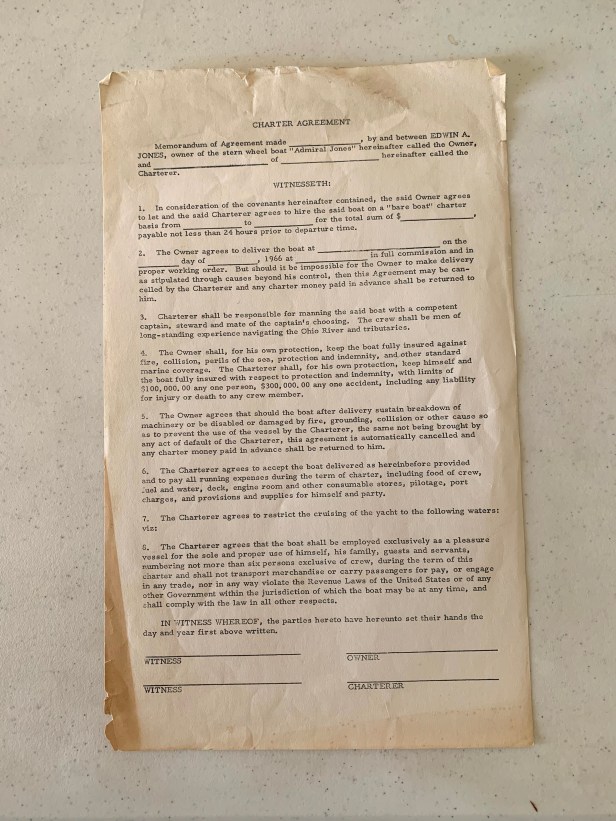 CHARTER AGREEMENT
Memorandum of Agreement made ____________, by and between EDWIN A.
JONES, owner of the stern wheel boat "Admiral Jones" hereinafter called the Owner,
and ____________ of ____________ hereinafter called the
Charterer.
WITNESSETH:
1. In consideration of the covenants hereinafter contained, the said Owner agrees
to let and the said Charterer agrees to hire the said boat on a "bare boat" charter
basis from ____________ to ____________ for the total sum of $____________,
payable not less than 24 hours prior to departure time.
2. The Owner agrees to deliver the boat at ____________ on the
____________ day of ____________, 1966 at ____________ in full commission and in
proper working order. But should it be impossible for the Owner to make delivery
as stipulated through causes beyond his control, then this Agreement may be can-
celled by the Charterer and any charter money paid in advance shall be returned to
him.
3. Charterer shall be responsible for manning the said boat with a competent
captain, steward and mate of the captain's choosing. The crew shall be men of
long-standing experience navigating the Ohio River and tributaries.
4. The Owner shall, for his own protection, keep the boat fully insured against
fire, collision, perils of the sea, protection and indemnity, and other standard
marine coverage. The Charterer shall, for his own protection, keep himself and
the boat fully insured with respect to protection and indemnity, with limits of
$100,000.00 any one person, $300,000.00 any one accident, including any liability
for injury or death to any crew member.
5. The Owner agrees that should the boat after delivery sustain breakdown of
machinery or be disabled or damaged by fire, grounding, collision or other cause so
as to prevent the use of the vessel by the Charterer, the same not being brought by
any act of default of the Charterer, this agreement is automatically cancelled and
any charter money paid in advance shall be returned to him.
6. The Charterer agrees to accept the boat delivered as hereinbefore provided
and to pay all running expenses during the term of charter, including food of crew,
fuel and water, deck, engine room and other consumable stores, pilotage, port
charges, and provisions and supplies for himself and party.
7. The Charterer agrees to restrict the cruising of the yacht to the following waters:
viz:
8. The Charterer agrees that the boat shall be employed exclusively as a pleasure
vessel for the sole and proper use of himself, his family, guests and servants,
numbering not more than six persons exclusive of crew, during the term of this
charter and shall not transport merchandise or carry passengers for pay, or engage
in any trade, nor in any way violate the Revenue Laws of the United States or of any
other Government within the jurisdiction of which the boat may be at any time, and
shall comply with the law in all other respects.
IN WITNESS WHEREOF, the parties hereto have hereunto set their hands the
day and year first above written.
WITNESS OWNER
WITNESS CHARTERER